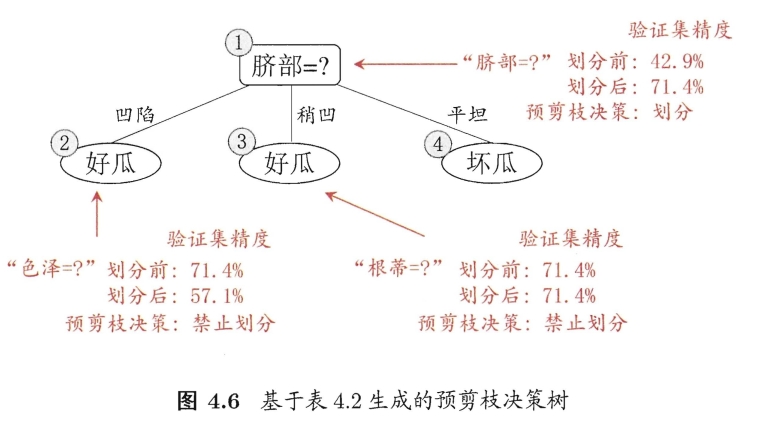 验证集精度
①
脐部=?
“脐部=?” 划分前: 42.9%
划分后: 71.4%
预剪枝决策: 划分
凹陷 稍凹 平坦
② 好瓜 ③ 好瓜 ④ 坏瓜
验证集精度
“色泽=?” 划分前: 71.4%
划分后: 57.1%
预剪枝决策: 禁止划分
验证集精度
“根蒂=?” 划分前: 71.4%
划分后: 71.4%
预剪枝决策: 禁止划分
图 4.6 基于表 4.2 生成的预剪枝决策树